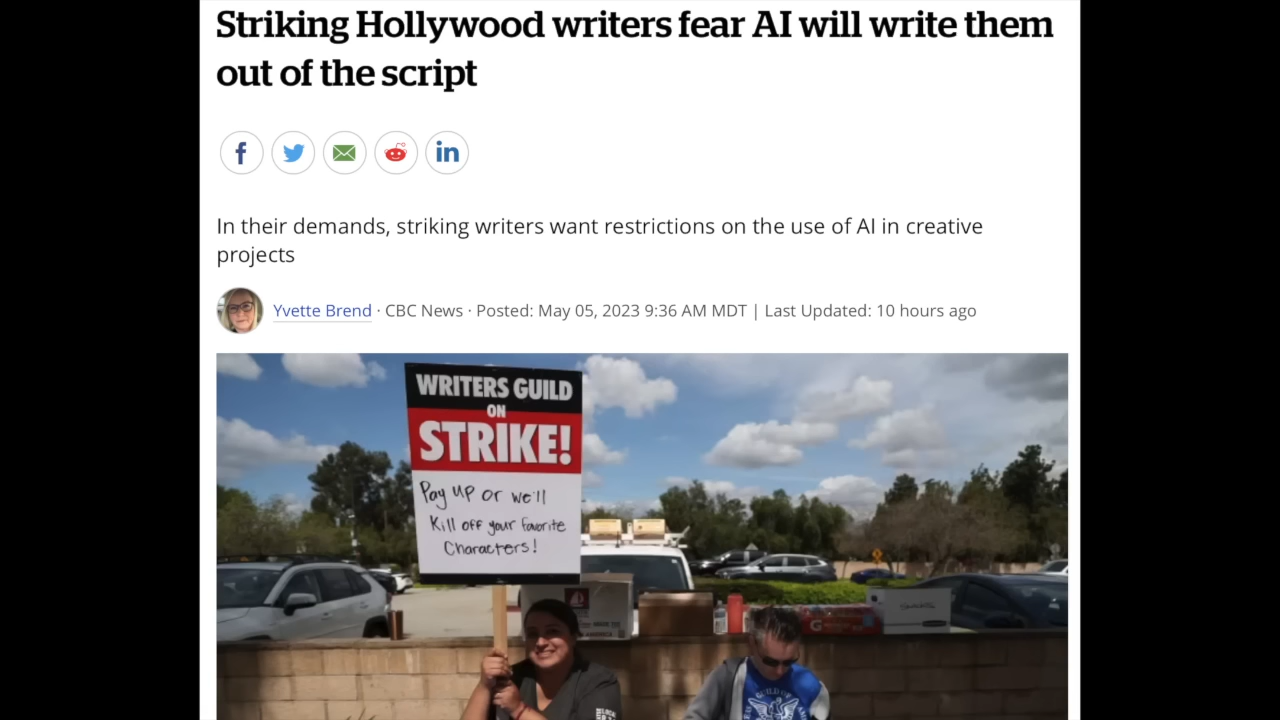 Striking Hollywood writers fear AI will write them
out of the script
f
in
In their demands, striking writers want restrictions on the use of AI in creative
projects
Yvette Brend · CBC News · Posted: May 05, 2023 9:36 AM MDT | Last Updated: 10 hours ago
WRITERS GUILD
ON
STRIKE!
Pay up or we'll
Kill off your favorite
Characters!